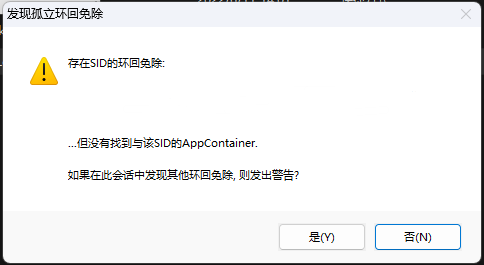 发现孤立环回免除
存在SID的环回免除:
...但没有找到与该SID的AppContainer.
如果在此会话中发现其他环回免除, 则发出警告?
是(Y)
否(N)